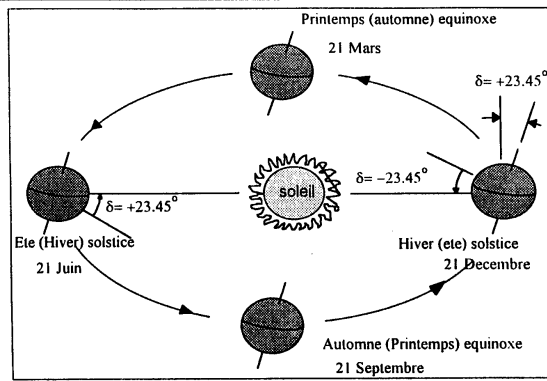 Printemps (automne) equinoxe
21 Mars
δ= +23.45°
soleil
δ= −23.45°
δ= +23.45°
Ete (Hiver) solstice
21 Juin
Hiver (ete) solstice
21 Decembre
Automne (Printemps) equinoxe
21 Septembre